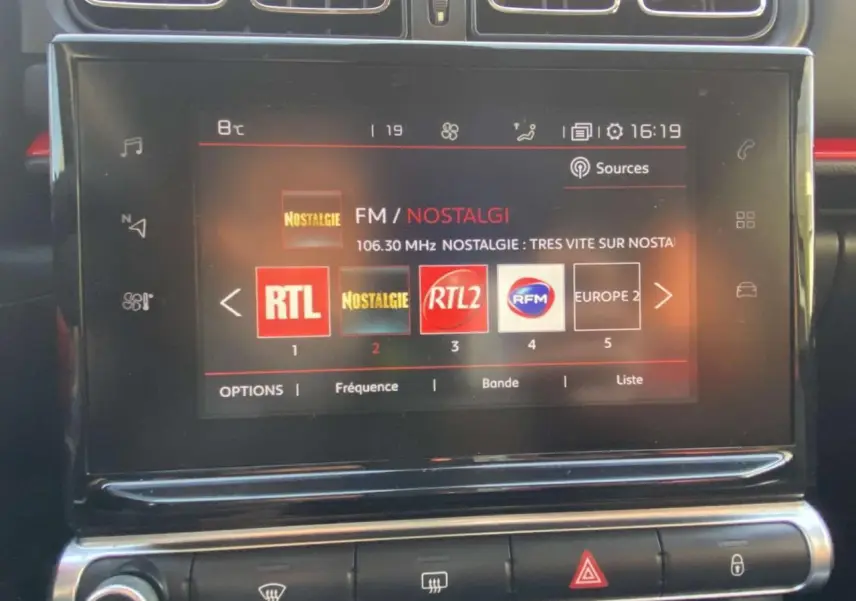 8°C | 19 | | 16:19
Sources
NOSTALGIE
FM / NOSTALGI
106.30 MHz NOSTALGIE : TRES VITE SUR NOSTA
N
RTL NOSTALGIE RTL2 RFM EUROPE 2
1 2 3 4 5
OPTIONS | Fréquence | Bande | Liste